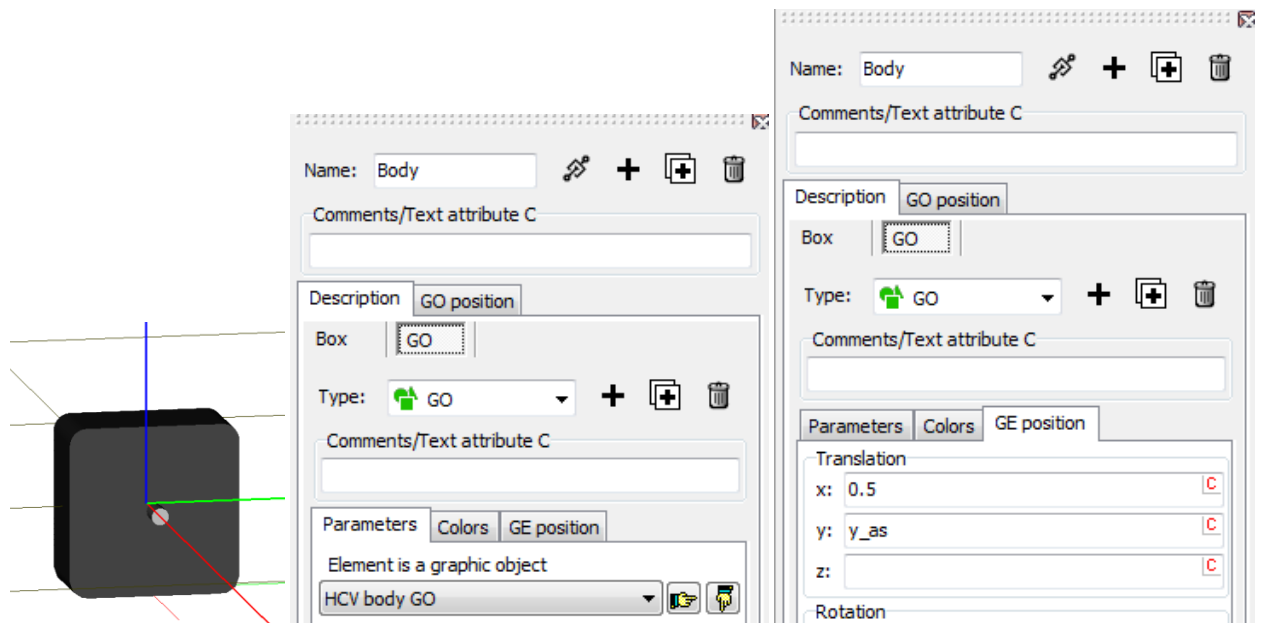 Name: Body
Comments/Text attribute C
Description GO position
Box GO
Type: GO
Comments/Text attribute C
Parameters Colors GE position
Element is a graphic object
HCV body GO
Name: Body
Comments/Text attribute C
Description GO position
Box GO
Type: GO
Comments/Text attribute C
Parameters Colors GE position
Translation
x: 0.5 C
y: y_as C
z: C
Rotation